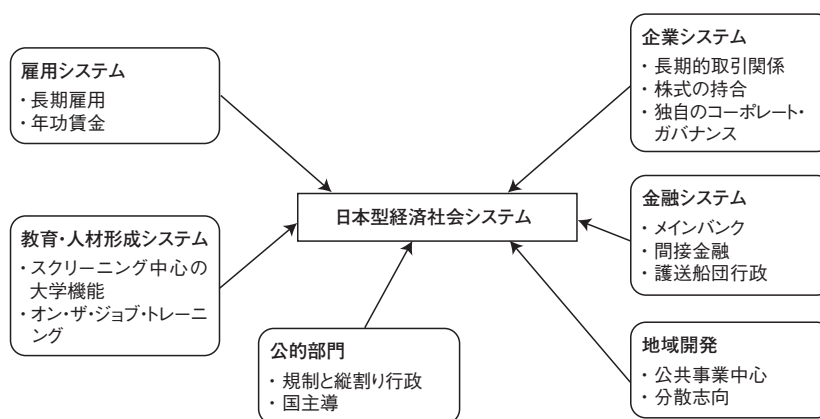 雇用システム
・長期雇用
・年功賃金
企業システム
・長期的取引関係
・株式の持合
・独自のコーポレート・
ガバナンス
日本型経済社会システム
教育・人材形成システム
・スクリーニング中心の
大学機能
・オン・ザ・ジョブ・トレーニ
ング
金融システム
・メインバンク
・間接金融
・護送船団行政
公的部門
・規制と縦割り行政
・国主導
地域開発
・公共事業中心
・分散志向